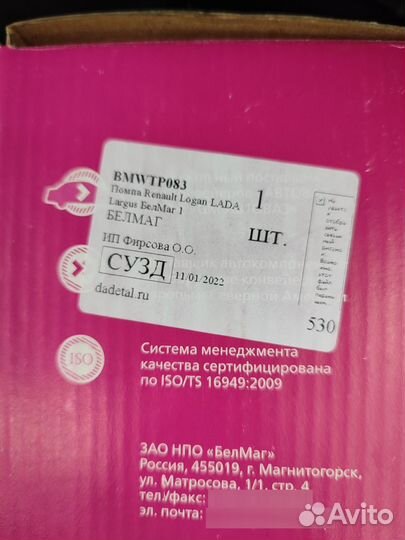 BMWTP083
Помпа Renault Logan LADA
Largus БелМаг 1
БЕЛМАГ
1
ШТ.
ИП Фирсова О.О.
СУЗД 11/01/2022
dadetal.ru
530
ISO
Система менеджмента
качества сертифицирована
по ISO/TS 16949:2009
ЗАО НПО «БелМаг»
Россия, 455019, г. Магнитогорск,
ул. Матросова, 1/1, стр. 4
тел./факс:
эл. почта:
Avito